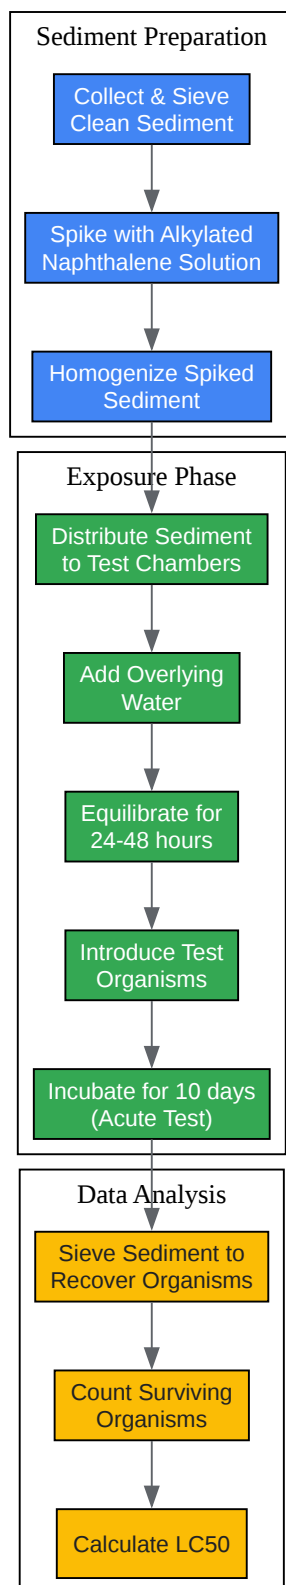 Sediment Preparation
Collect & Sieve
Clean Sediment
Spike with Alkylated
Naphthalene Solution
Homogenize Spiked
Sediment
Exposure Phase
Distribute Sediment
to Test Chambers
Add Overlying
Water
Equilibrate for
24-48 hours
Introduce Test
Organisms
Incubate for 10 days
(Acute Test)
Data Analysis
Sieve Sediment to
Recover Organisms
Count Surviving
Organisms
Calculate LC50